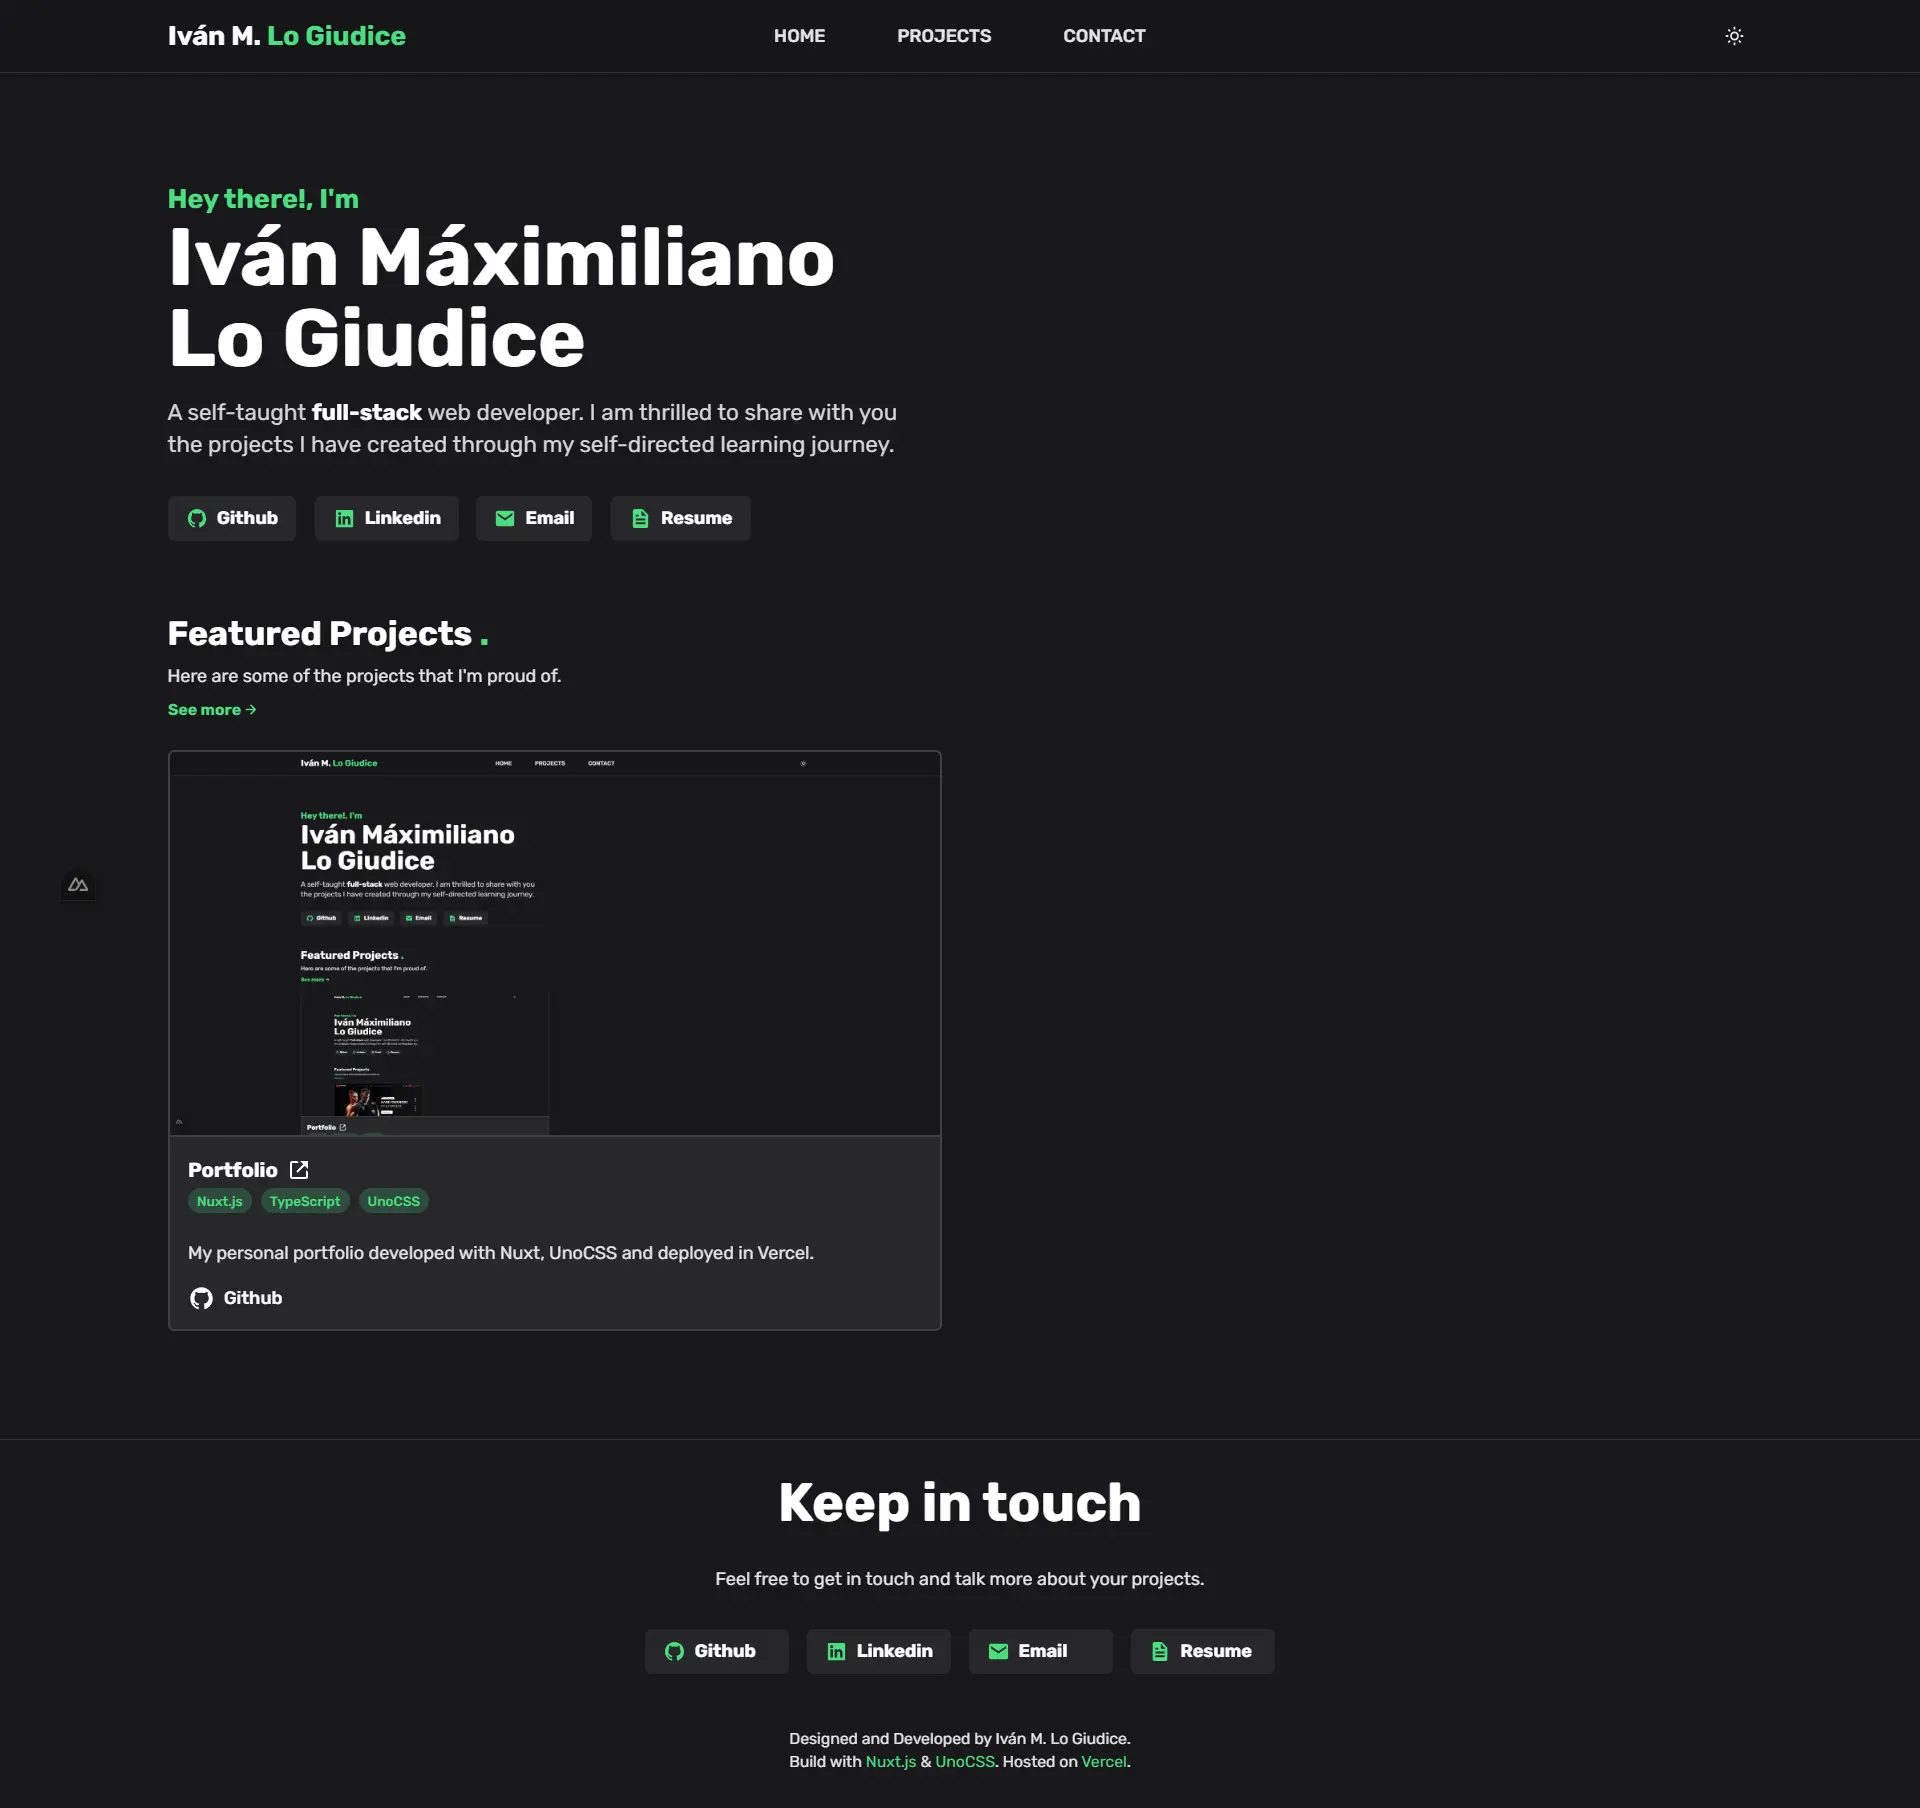 Iván M. Lo Giudice
HOME
PROJECTS
CONTACT
Hey there!, I'm
Iván Máximiliano
Lo Giudice
A self-taught full-stack web developer. I am thrilled to share with you
the projects I have created through my self-directed learning journey.
Github
Linkedin
Email
Resume
Featured Projects .
Here are some of the projects that I'm proud of.
See more →
Iván M. Lo Giudice
HOME
PROJECTS
CONTACT
Hey there!, I'm
Iván Máximiliano
Lo Giudice
A self-taught full-stack web developer. I am thrilled to share with you
the projects I have created through my self-directed learning journey.
Github
Linkedin
Email
Resume
Featured Projects .
Here are some of the projects that I'm proud of.
See more →
Iván Máximiliano
Lo Giudice
Featured Projects
Portfolio
Portfolio
Nuxt.js
TypeScript
UnoCSS
My personal portfolio developed with Nuxt, UnoCSS and deployed in Vercel.
Github
Keep in touch
Feel free to get in touch and talk more about your projects.
Github
Linkedin
Email
Resume
Designed and Developed by Iván M. Lo Giudice.
Build with Nuxt.js & UnoCSS. Hosted on Vercel.